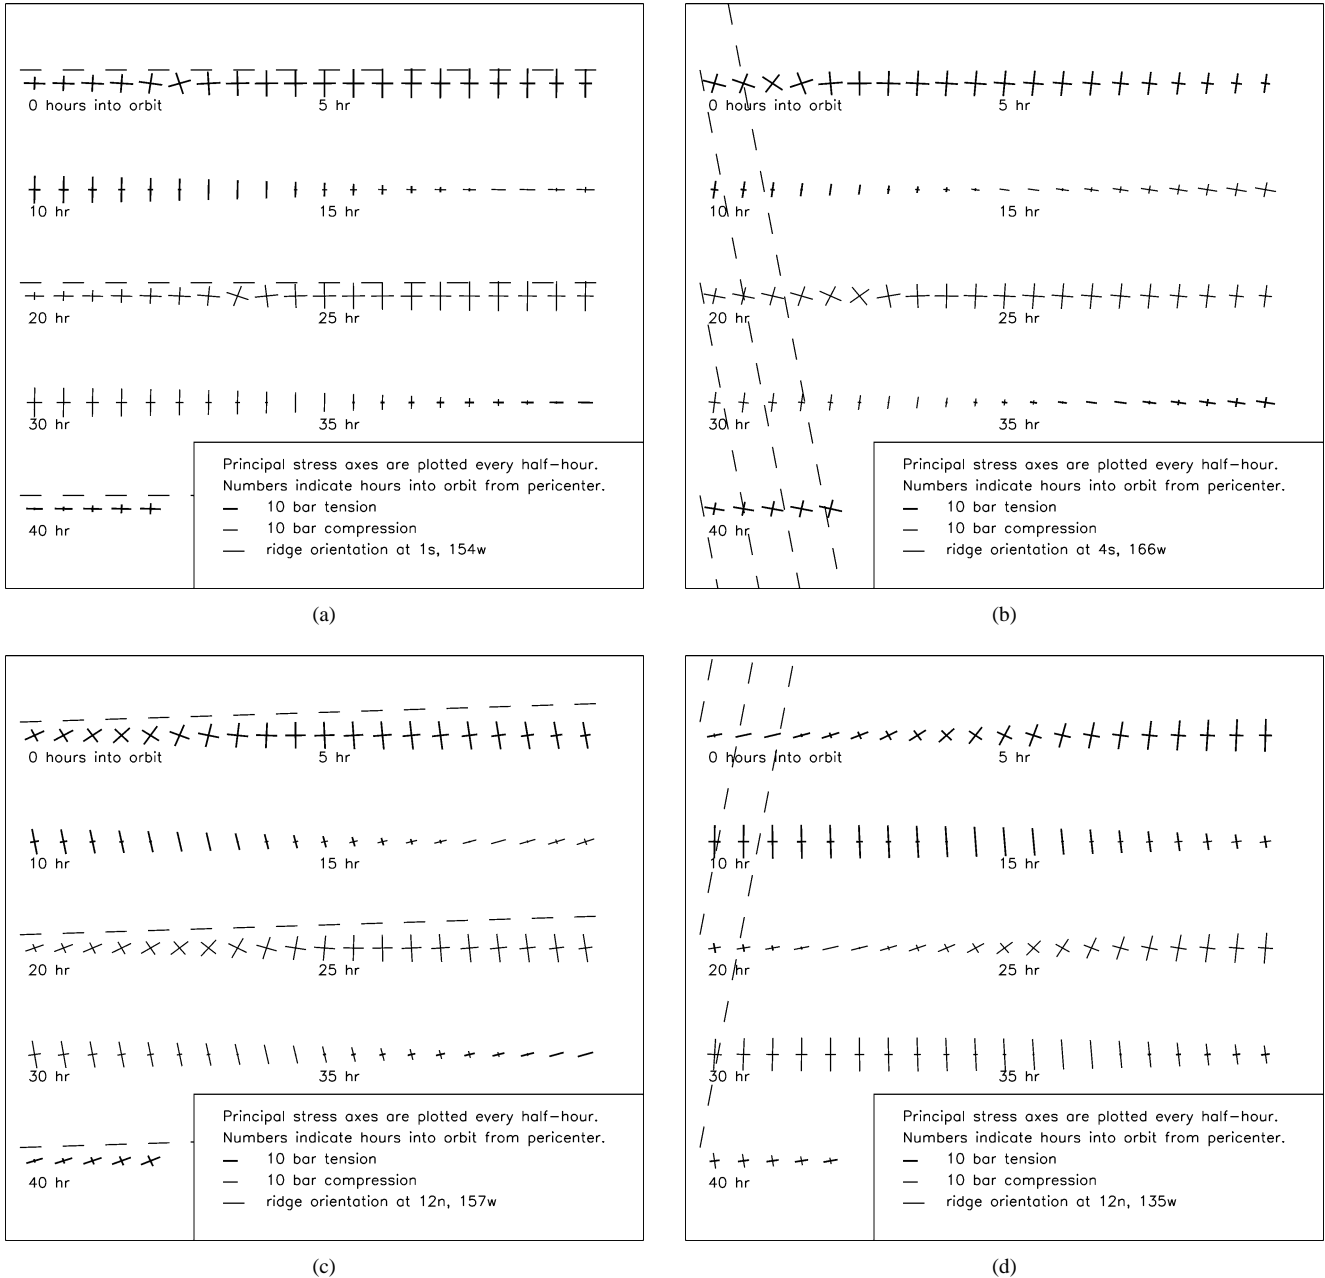 0 hours into orbit
5 hr
10 hr
15 hr
20 hr
25 hr
30 hr
35 hr
40 hr
Principal stress axes are plotted every half-hour.
Numbers indicate hours into orbit from pericenter.
10 bar tension
10 bar compression
ridge orientation at 1s, 154w
(a)
0 hours into orbit
5 hr
10 hr
15 hr
20 hr
25 hr
30 hr
35 hr
40 hr
Principal stress axes are plotted every half-hour.
Numbers indicate hours into orbit from pericenter.
10 bar tension
10 bar compression
ridge orientation at 4s, 166w
(b)
0 hours into orbit
5 hr
10 hr
15 hr
20 hr
25 hr
30 hr
35 hr
40 hr
Principal stress axes are plotted every half-hour.
Numbers indicate hours into orbit from pericenter.
10 bar tension
10 bar compression
ridge orientation at 12n, 157w
(c)
0 hours into orbit
5 hr
10 hr
15 hr
20 hr
25 hr
30 hr
35 hr
40 hr
Principal stress axes are plotted every half-hour.
Numbers indicate hours into orbit from pericenter.
10 bar tension
10 bar compression
ridge orientation at 12n, 135w
(d)